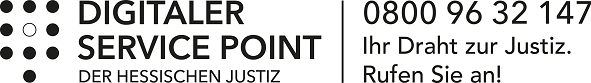 DIGITALER
SERVICE POINT
DER HESSISCHEN JUSTIZ
0800 96 32 147
Ihr Draht zur Justiz.
Rufen Sie an!